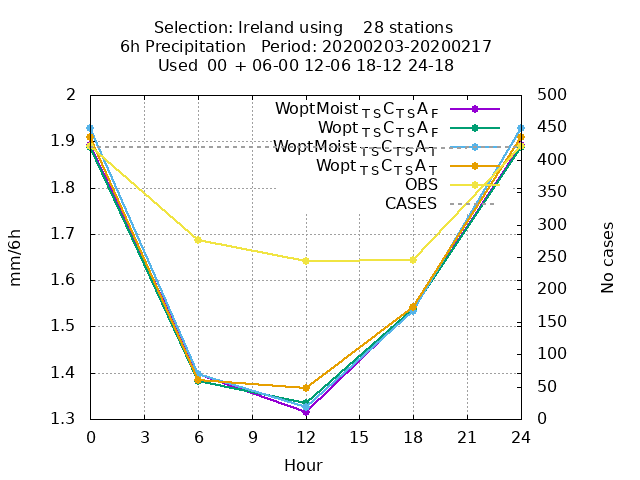 Selection: Ireland using    28 stations
6h Precipitation   Period: 20200203-20200217
Used  00 + 06-00 12-06 18-12 24-18
2
1.9
1.8
1.7
1.6
1.5
1.4
1.3
500
450
400
350
300
250
200
150
100
50
0
WoptMoist TS C TS A F
Wopt TS C TS A F
WoptMoist TS C TS A T
Wopt TS C TS A T
OBS
CASES
mm/6h
No cases
0 3 6 9 12 15 18 21 24
Hour